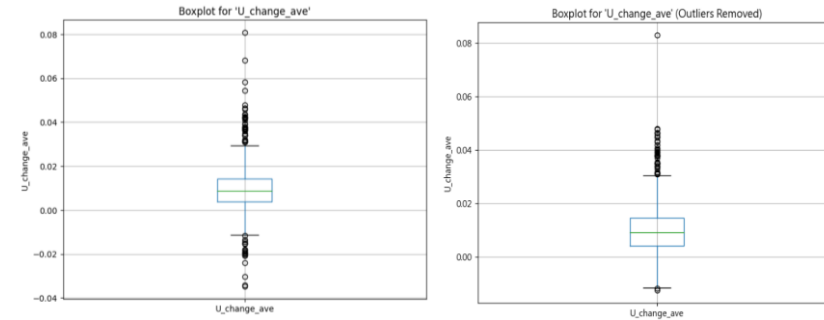 Boxplot for 'U_change_ave'
0.08
0.06
0.04
0.02
0.00
−0.02
−0.04
U_change_ave
U_change_ave
Boxplot for 'U_change_ave' (Outliers Removed)
0.08
0.06
0.04
0.02
0.00
U_change_ave
U_change_ave